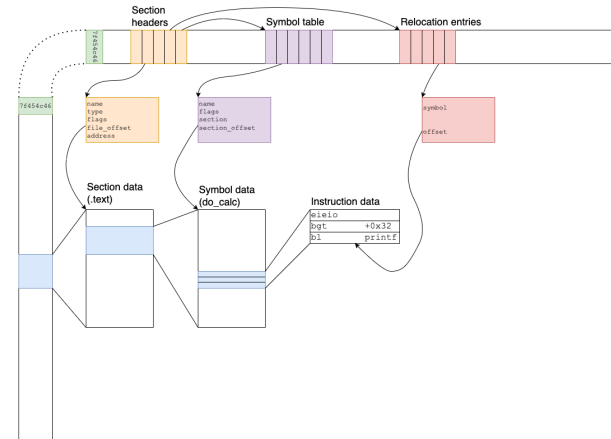 Section
headers
Symbol table
Relocation entries
7f454c46
7f454c46
name
type
flags
file_offset
address
name
flags
section
section_offset
symbol
offset
Section data
(.text)
Symbol data
(do_calc)
Instruction data
eieio
bgt +0x32
bl printf